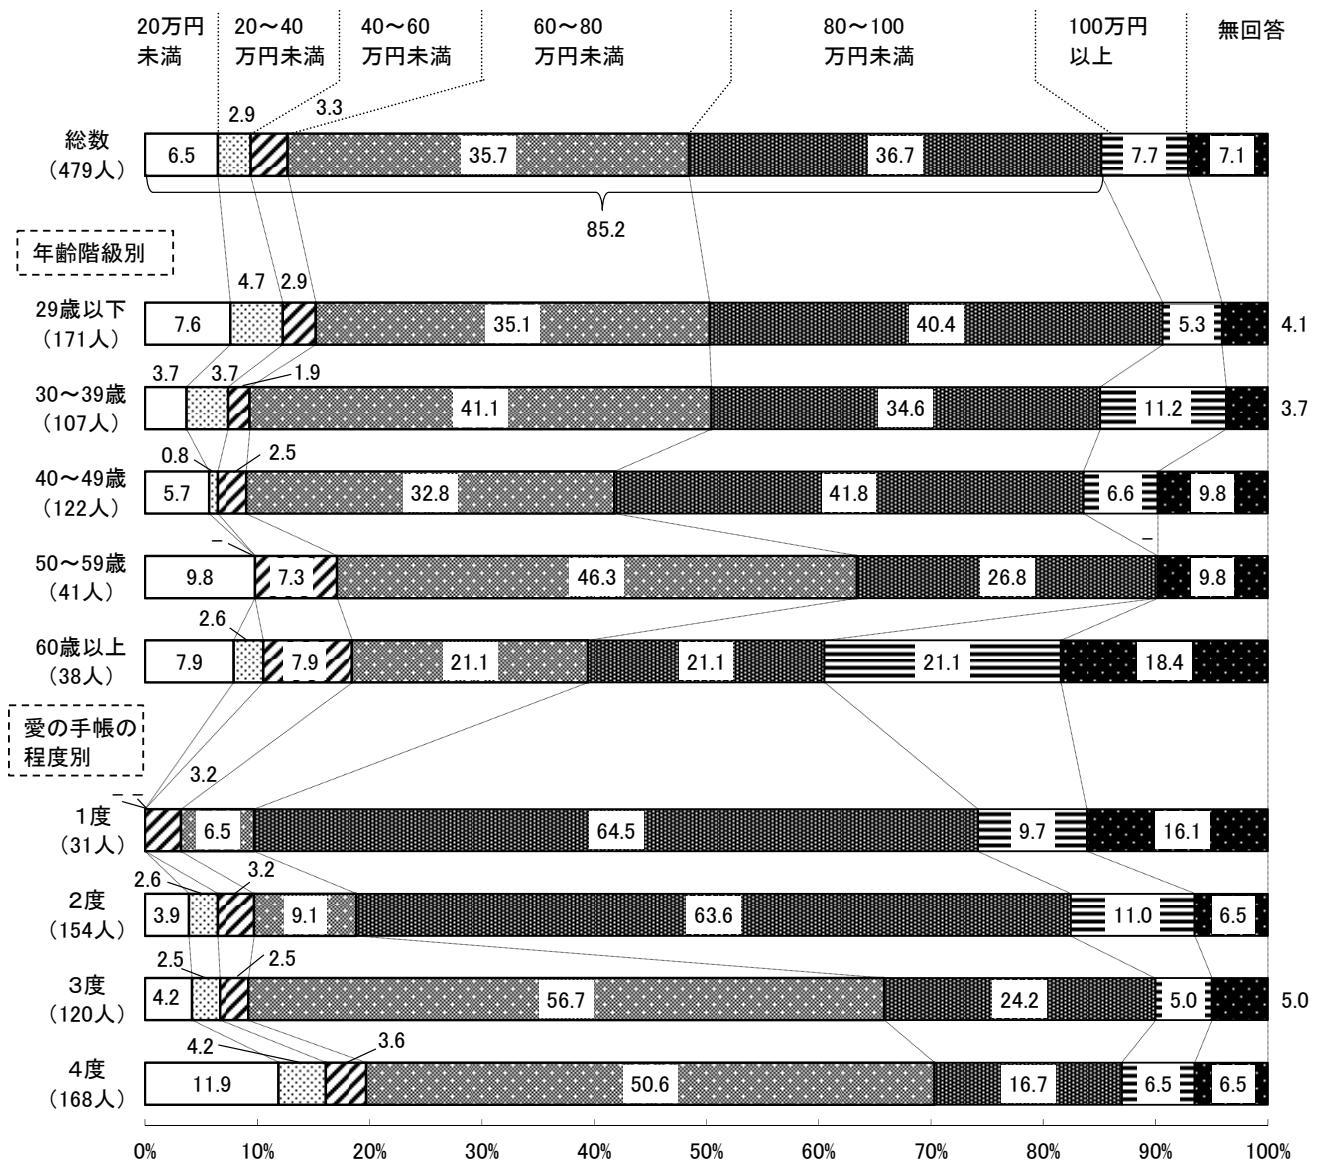 20万円
未満
20～40
万円未満
40～60
万円未満
60～80
万円未満
80～100
万円未満
100万円
以上
無回答
2.9
3.3
総数
（479人）
6.5
35.7
36.7
7.7
7.1
85.2
年齢階級別
4.7
2.9
29歳以下
（171人）
7.6
35.1
40.4
5.3
4.1
3.7
3.7
1.9
30～39歳
（107人）
41.1
34.6
11.2
3.7
0.8
2.5
40～49歳
（122人）
5.7
32.8
41.8
6.6
9.8
－
－
50～59歳
（41人）
9.8
7.3
46.3
26.8
9.8
2.6
60歳以上
（38人）
7.9
7.9
21.1
21.1
21.1
18.4
愛の手帳の
程度別
3.2
－ －
１度
（31人）
6.5
64.5
9.7
16.1
2.6
3.2
２度
（154人）
3.9
9.1
63.6
11.0
6.5
2.5
2.5
３度
（120人）
4.2
56.7
24.2
5.0
5.0
4.2
3.6
４度
（168人）
11.9
50.6
16.7
6.5
6.5
0% 10% 20% 30% 40% 50% 60% 70% 80% 90% 100%